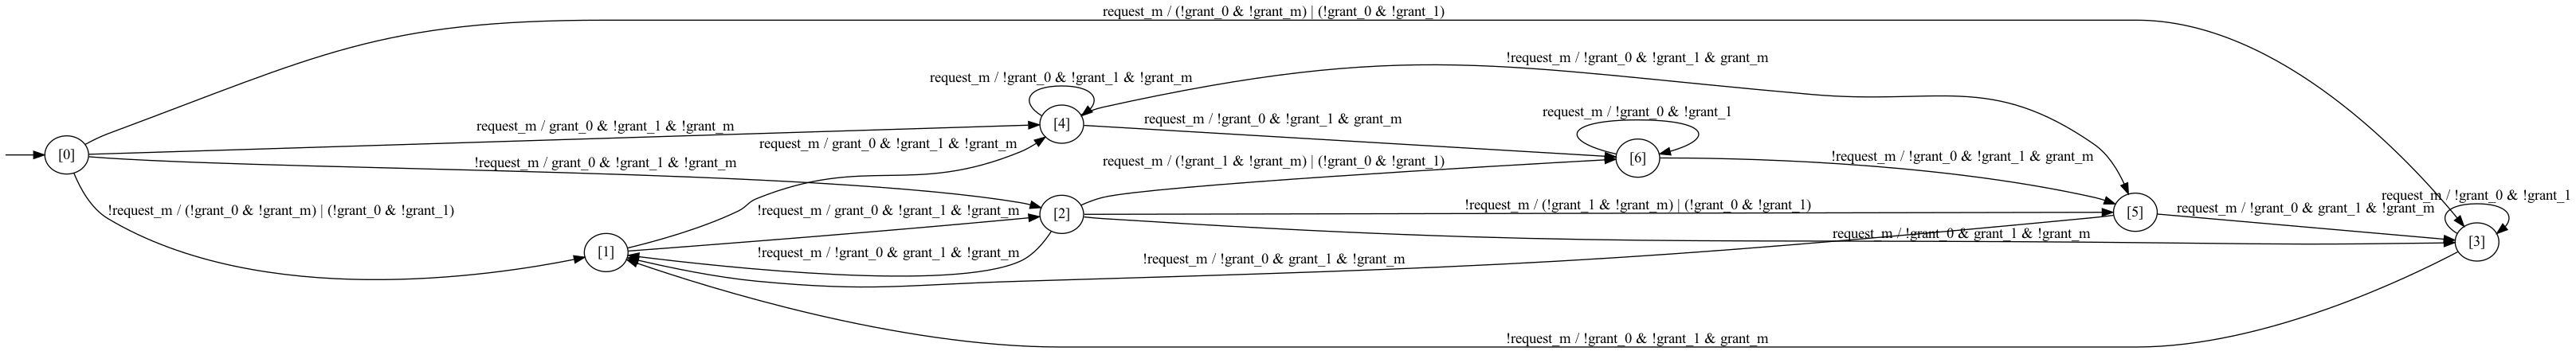 request_m / (!grant_0 & !grant_m) | (!grant_0 & !grant_1)
!request_m / !grant_0 & !grant_1 & grant_m
request_m / !grant_0 & !grant_1 & !grant_m
request_m / !grant_0 & !grant_1
request_m / !grant_0 & !grant_1 & grant_m
[4]
request_m / grant_0 & !grant_1 & !grant_m
request_m / grant_0 & !grant_1 & !grant_m
[0]
[6]
!request_m / !grant_0 & !grant_1 & grant_m
!request_m / grant_0 & !grant_1 & !grant_m
request_m / (!grant_1 & !grant_m) | (!grant_0 & !grant_1)
request_m / !grant_0 & !grant_1
!request_m / (!grant_0 & !grant_m) | (!grant_0 & !grant_1)
!request_m / grant_0 & !grant_1 & !grant_m
[2]
!request_m / (!grant_1 & !grant_m) | (!grant_0 & !grant_1)
[5]
request_m / !grant_0 & grant_1 & !grant_m
request_m / !grant_0 & grant_1 & !grant_m
[3]
[1]
!request_m / !grant_0 & grant_1 & !grant_m
!request_m / !grant_0 & grant_1 & !grant_m
!request_m / !grant_0 & !grant_1 & grant_m